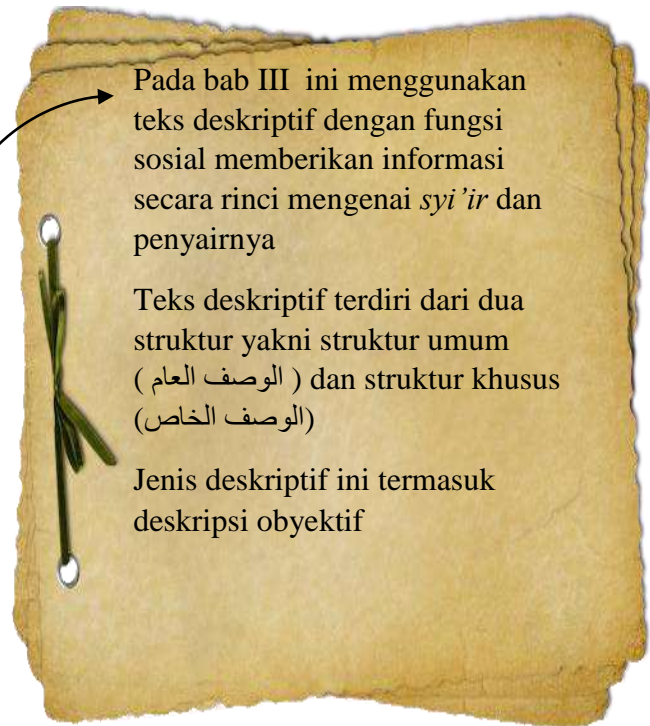 Pada bab III ini menggunakan
teks deskriptif dengan fungsi
sosial memberikan informasi
secara rinci mengenai syi’ir dan
penyairnya
Teks deskriptif terdiri dari dua
struktur yakni struktur umum
( الوصف العام ) dan struktur khusus
(الوصف الخاص)
Jenis deskriptif ini termasuk
deskripsi obyektif